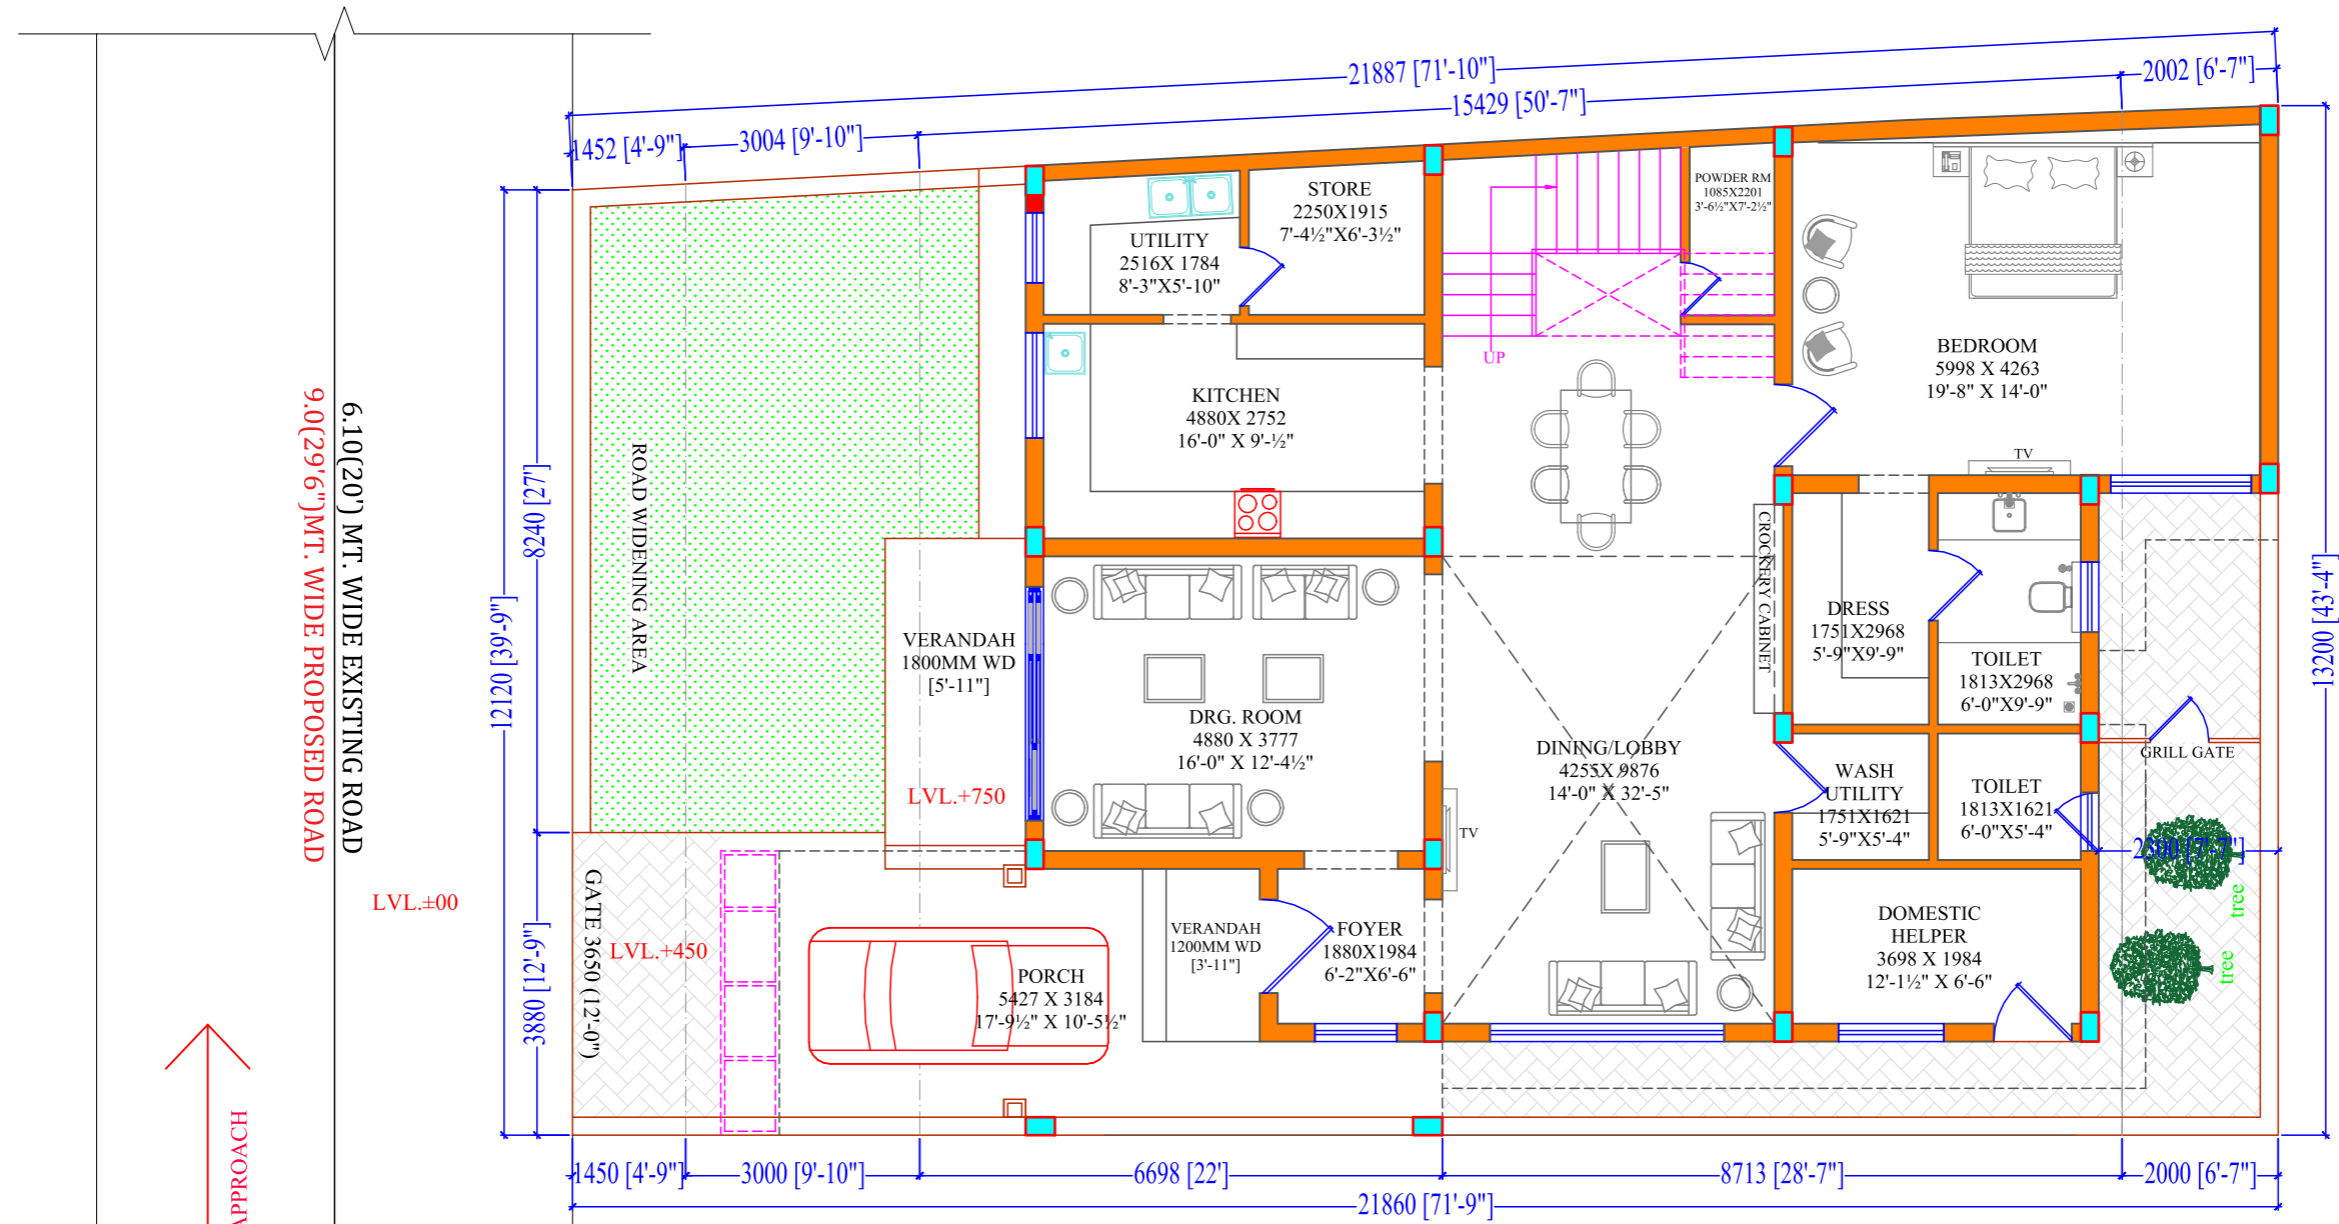 21887 [71'-10"]
2002 [6'-7"]
15429 [50'-7"]
1452 [4'-9"]
3004 [9'-10"]
STORE
2250X1915
7'-4½"X6'-3½"
POWDER RM
1085X2201
3'-6½"X7'-2½"
UTILITY
2516X 1784
8'-3"X5'-10"
UP
BEDROOM
5998 X 4263
19'-8" X 14'-0"
KITCHEN
4880X 2752
16'-0" X 9'-½"
TV
9.0(29'6")MT. WIDE PROPOSED ROAD
6.10(20') MT. WIDE EXISTING ROAD
12120 [39'-9"]
8240 [27"]
ROAD WIDENING AREA
13200 [43'-4"]
CROCKERY CABINET
VERANDAH
1800MM WD
[5'-11"]
DRESS
1751X2968
5'-9"X9'-9"
TOILET
1813X2968
6'-0"X9'-9"
DRG. ROOM
4880 X 3777
16'-0" X 12'-4½"
DINING/LOBBY
4255X 9876
14'-0" X 32'-5"
GRILL GATE
WASH
UTILITY
1751X1621
5'-9"X5'-4"
TOILET
1813X1621
6'-0"X5'-4"
LVL.+750
TV
2300 [7'-7"]
tree
LVL.±00
3880 [12'-9"]
GATE 3650 (12'-0")
LVL.+450
PORCH
5427 X 3184
17'-9½" X 10'-5½"
VERANDAH
1200MM WD
[3'-11"]
FOYER
1880X1984
6'-2"X6'-6"
DOMESTIC
HELPER
3698 X 1984
12'-1½" X 6'-6"
tree
APPROACH
1450 [4'-9"]
3000 [9'-10"]
6698 [22']
8713 [28'-7"]
2000 [6'-7"]
21860 [71'-9"]